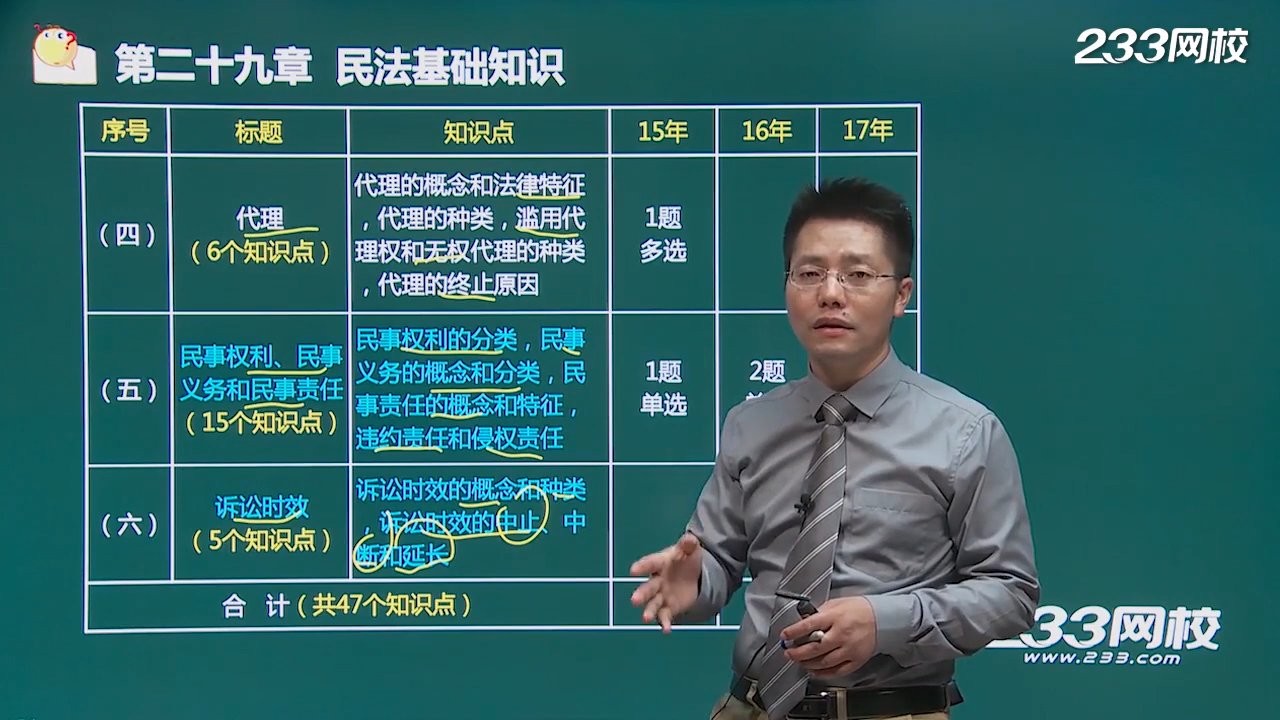 第二十九章 民法基础知识
233网校
序号 标题 知识点 15年 16年 17年
（四）
代理
（6个知识点）
代理的概念和法律特征
，代理的种类，滥用代
理权和无权代理的种类
，代理的终止原因
1题
多选
（五）
民事权利、民事
义务和民事责任
（15个知识点）
民事权利的分类，民事
义务的概念和分类，民
事责任的概念和特征，
违约责任和侵权责任
1题
单选
2题
（六）
诉讼时效
（5个知识点）
诉讼时效的概念和种类
，诉讼时效的中止、中
断和延长
合 计（共47个知识点）
233网校
www.233.com